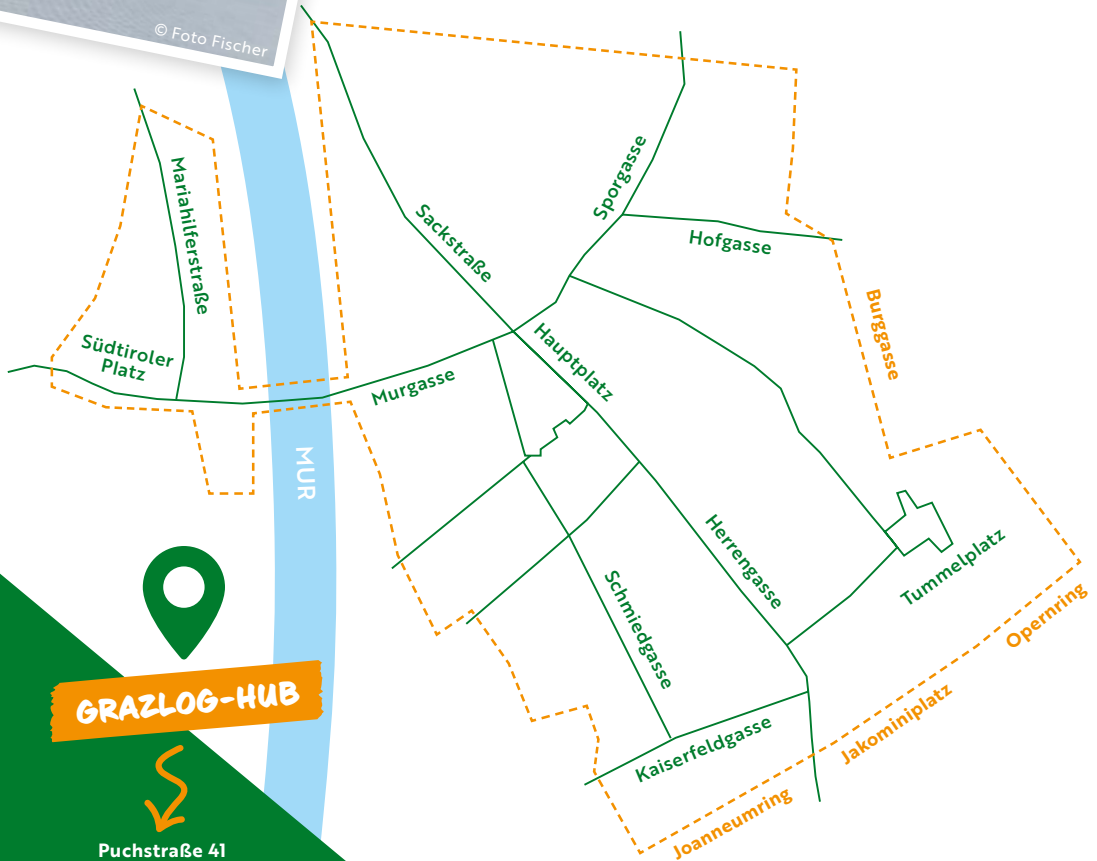 © Foto Fischer
Mariahilferstraße
Sporgasse
Sackstraße
Hofgasse
Burggasse
Südtiroler
Platz
Hauptplatz
Murgasse
MUR
Herrengasse
Tummelplatz
Schmiedgasse
Opernring
GRAZLOG-HUB
Jakominiplatz
Kaiserfeldgasse
Joanneumring
Puchstraße 41